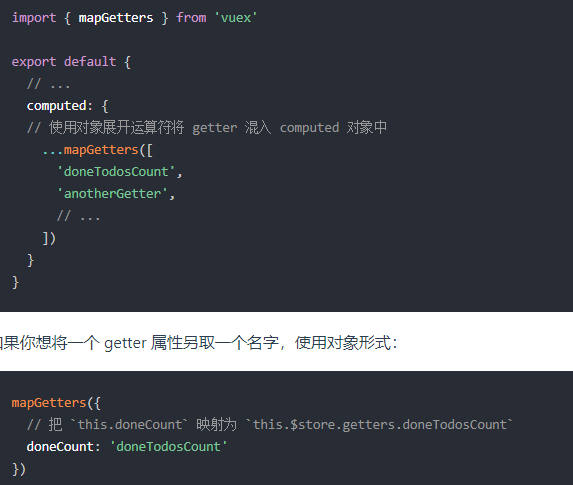 import { mapGetters } from 'vuex'
export default {
// ...
computed: {
// 使用对象展开运算符将 getter 混入 computed 对象中
...mapGetters([
'doneTodosCount',
'anotherGetter',
// ...
])
}
}
如果你想将一个 getter 属性另取一个名字，使用对象形式：
mapGetters({
// 把 `this.doneCount` 映射为 `this.$store.getters.doneTodosCount`
doneCount: 'doneTodosCount'
})